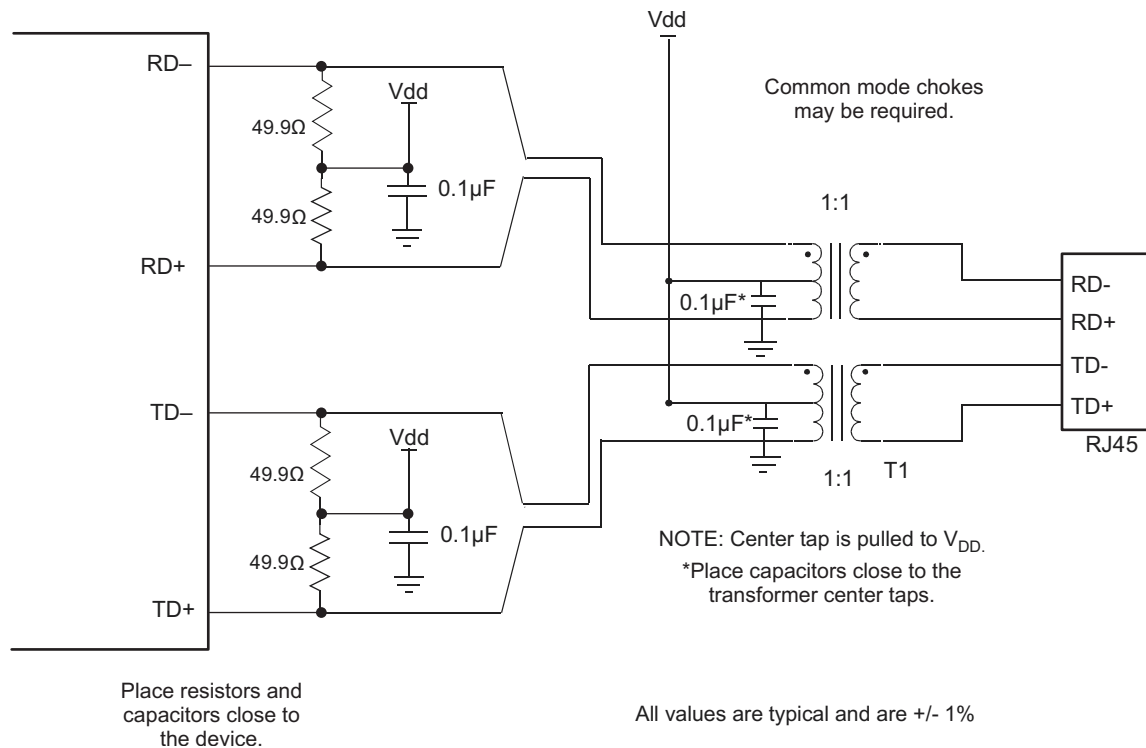 Vdd
RD–
Vdd
Common mode chokes
may be required.
49.9Ω
0.1µF
49.9Ω
1:1
RD+
RD-
0.1µF*
RD+
TD-
TD–
Vdd
0.1µF*
TD+
RJ45
49.9Ω
1:1
T1
0.1µF
NOTE: Center tap is pulled to VDD.
49.9Ω
*Place capacitors close to the
transformer center taps.
TD+
Place resistors and
capacitors close to
the device.
All values are typical and are +/- 1%